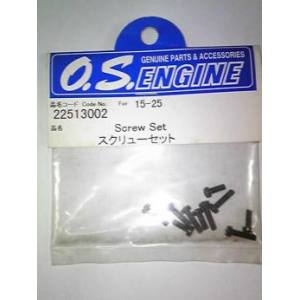 GENUINE PARTS & ACCESSORIES
O.S.ENGINE
品名コード Code No. For 15-25
22513002
品名 Screw Set
スクリューセット